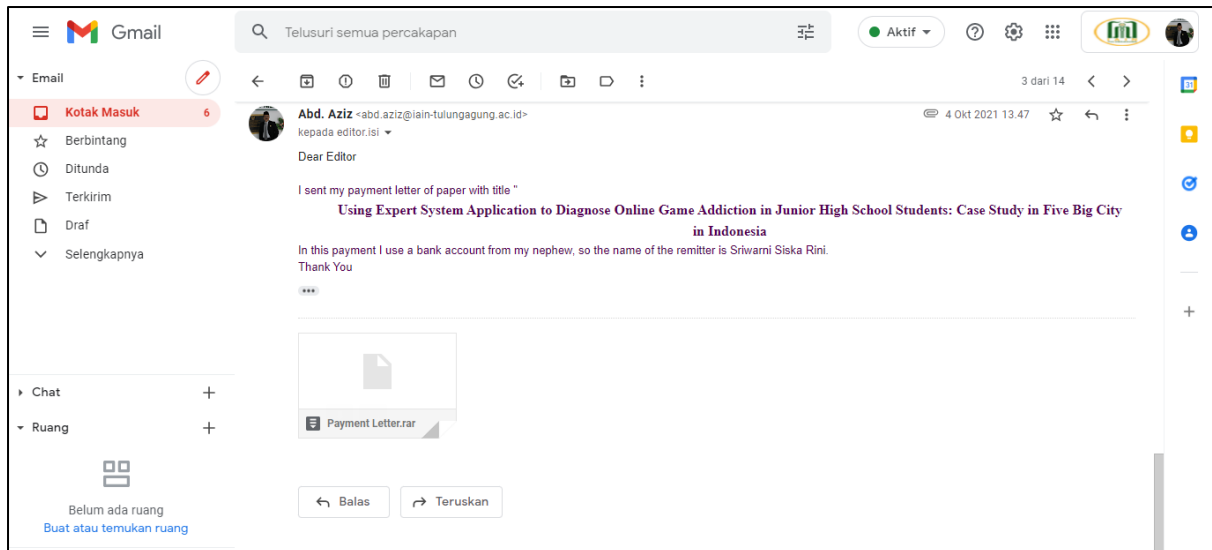 Gmail
Telusuri semua percakapan
Aktif
Email
3 dari 14
31
Kotak Masuk 6
Berbintang
Ditunda
Terkirim
Draf
Selengkapnya
Abd. Aziz <abd.aziz@iain-tulungagung.ac.id>
4 Okt 2021 13.47
kepada editor.isi
Dear Editor
I sent my payment letter of paper with title "
Using Expert System Application to Diagnose Online Game Addiction in Junior High School Students: Case Study in Five Big City
in Indonesia
In this payment I use a bank account from my nephew, so the name of the remitter is Sriwarni Siska Rini.
Thank You
Payment Letter.rar
Balas
Teruskan
Chat
Ruang
Belum ada ruang
Buat atau temukan ruang